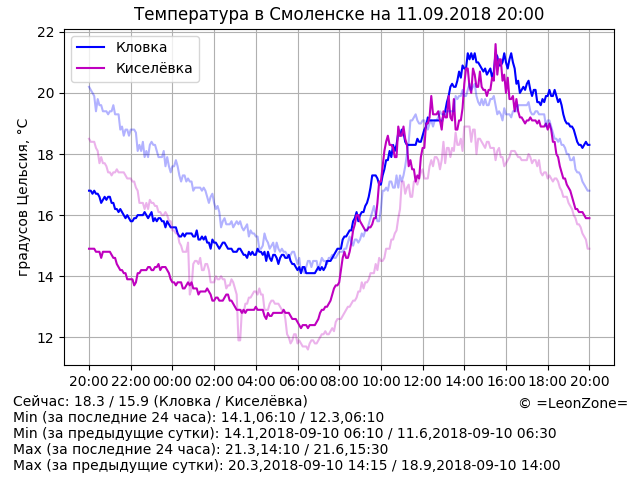 Температура в Смоленске на 11.09.2018 20:00
Кловка
Киселёвка
градусов Цельсия, °C
22
20
18
16
14
12
20:00 22:00 00:00 02:00 04:00 06:00 08:00 10:00 12:00 14:00 16:00 18:00 20:00
Сейчас: 18.3 / 15.9 (Кловка / Киселёвка)
© =LeonZone=
Min (за последние 24 часа): 14.1,06:10 / 12.3,06:10
Min (за предыдущие сутки): 14.1,2018-09-10 06:10 / 11.6,2018-09-10 06:30
Max (за последние 24 часа): 21.3,14:10 / 21.6,15:30
Max (за предыдущие сутки): 20.3,2018-09-10 14:15 / 18.9,2018-09-10 14:00